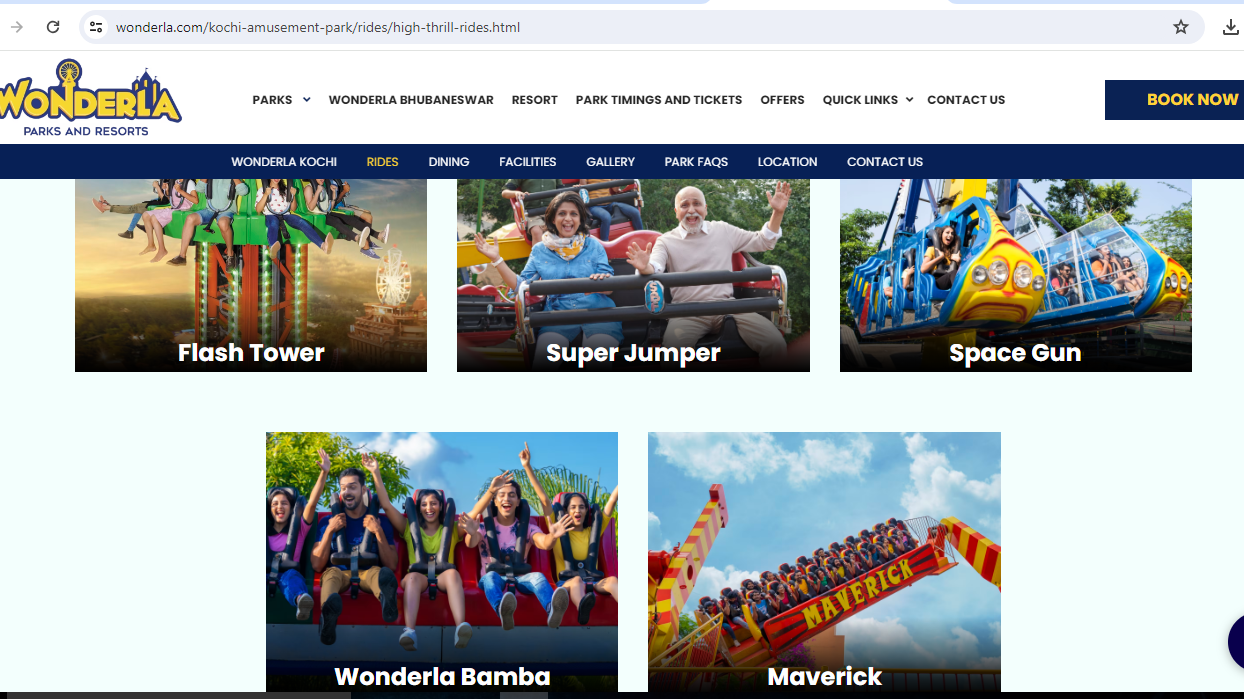 wonderla.com/kochi-amusement-park/rides/high-thrill-rides.html
WONDERLA
PARKS AND RESORTS
PARKS
WONDERLA BHUBANESWAR
RESORT
PARK TIMINGS AND TICKETS
OFFERS
QUICK LINKS
CONTACT US
BOOK NOW
WONDERLA KOCHI
RIDES
DINING
FACILITIES
GALLERY
PARK FAQS
LOCATION
CONTACT US
Flash Tower
Super Jumper
Space Gun
MAVERICK
Wonderla Bamba
Maverick